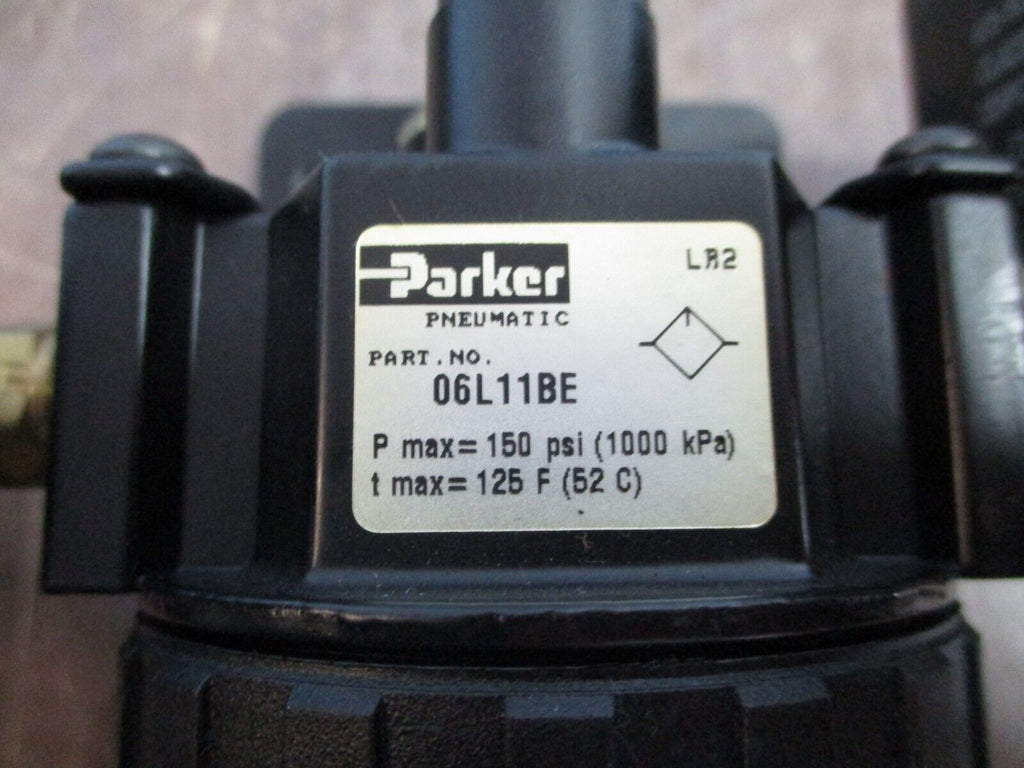 Parker
PNEUMATIC
LR2
PART.NO.
06L11BE
P max= 150 psi (1000 kPa)
t max= 125 F (52 C)